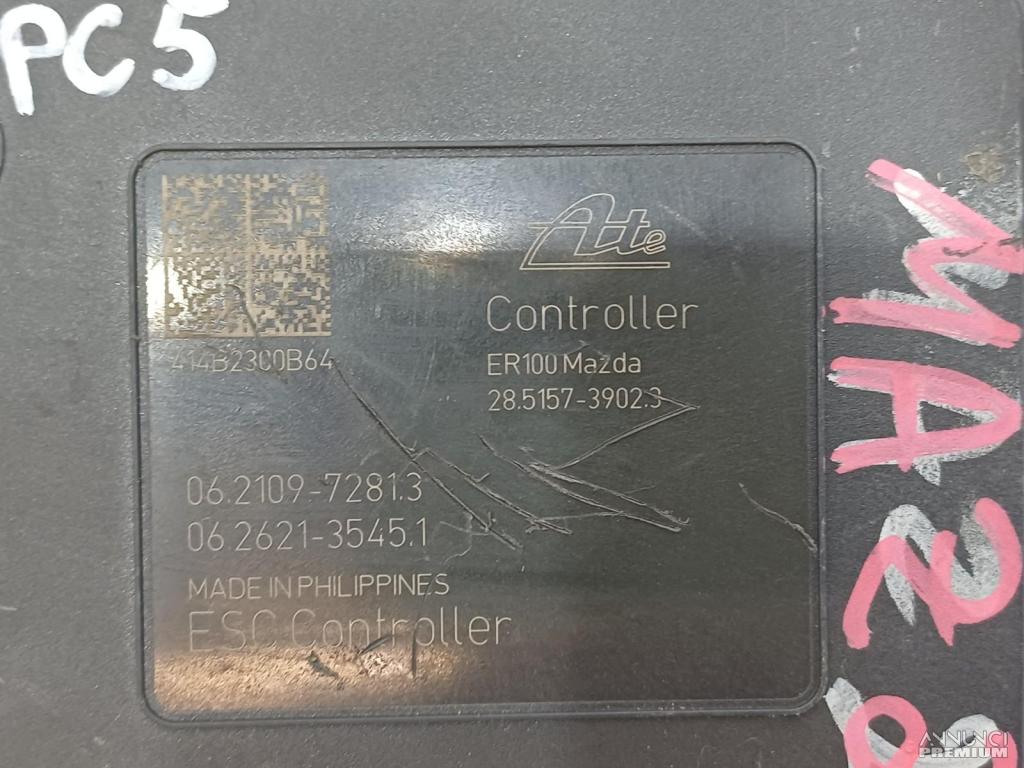 PC5
Ate
Controller
ER100 Mazda
28.5157-3902.3
414B2300B64
06.2109-7281.3
06.2621-3545.1
MADE IN PHILIPPINES
ESC Controller
MAZ
ANNUNCI
PREMIUM